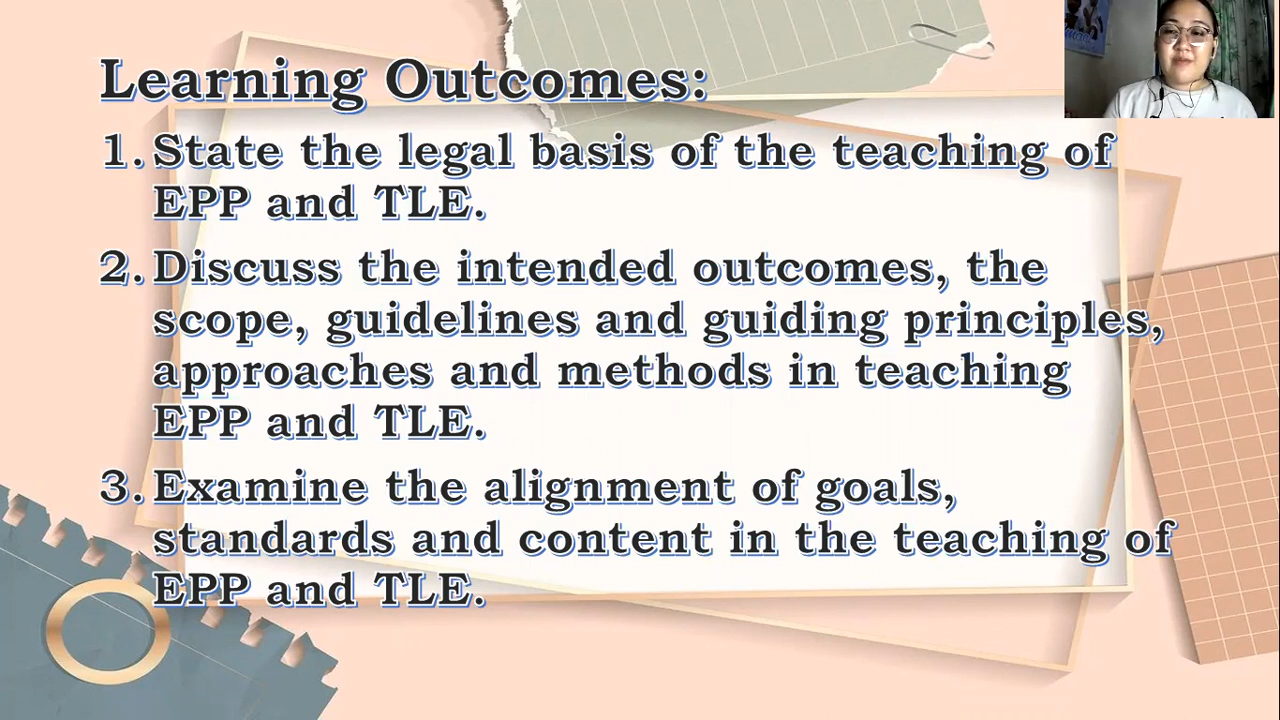 Learning Outcomes:
1. State the legal basis of the teaching of
EPP and TLE.
2. Discuss the intended outcomes, the
scope, guidelines and guiding principles,
approaches and methods in teaching
EPP and TLE.
3. Examine the alignment of goals,
standards and content in the teaching of
EPP and TLE.